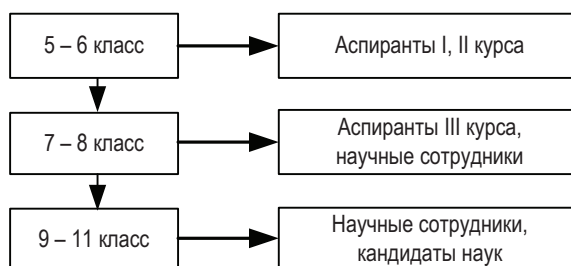 5 – 6 класс
Аспиранты I, II курса
7 – 8 класс
Аспиранты III курса,
научные сотрудники
9 – 11 класс
Научные сотрудники,
кандидаты наук